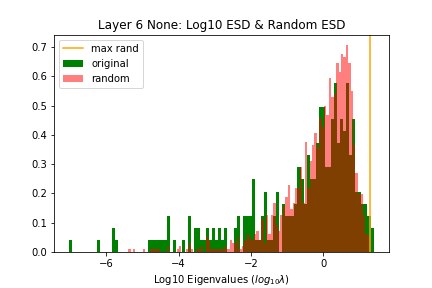 Layer 6 None: Log10 ESD & Random ESD
max rand
original
random
0.7
0.6
0.5
0.4
0.3
0.2
0.1
0.0
−6 −4 −2 0
Log10 Eigenvalues (log₁₀λ)